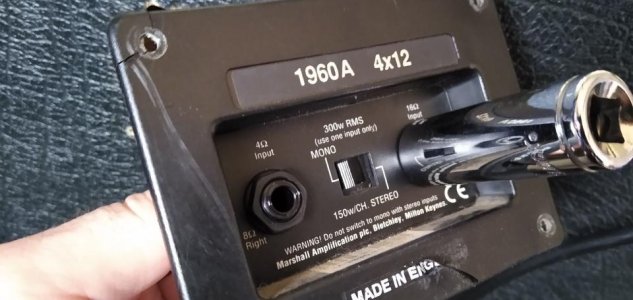 1960A 4x12
300w RMS
(use one input only)
MONO
4Ω
Input
16Ω
150w/CH. STEREO
8Ω
Right
WARNING! Do not switch to mono with stereo inputs
Marshall Amplification plc. Bletchley, Milton Keynes.
CE
MADE IN ENG